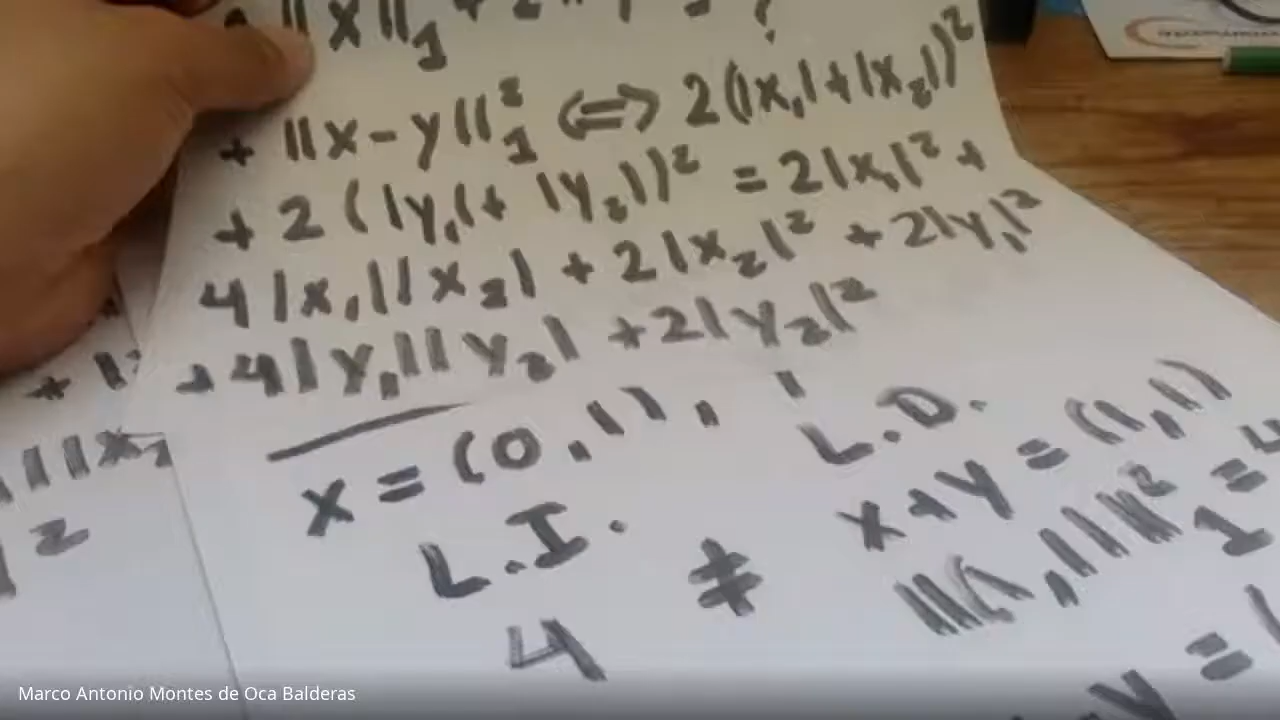 ‖x‖₁
+ ‖x-y‖₁² ⟺ 2(|x₁|+|x₂|)²
+ 2(|y₁|+ |y₂|)² = 2|x₁|² +
4|x₁||x₂| + 2|x₂|² + 2|y₁|²
+4|y₁||y₂| +2|y₂|²
x = (0,1),
L.I.
4
≠
L.D.
x+y = (1,1)
‖(1,1)‖₁² = 4
y =
2
Marco Antonio Montes de Oca Balderas